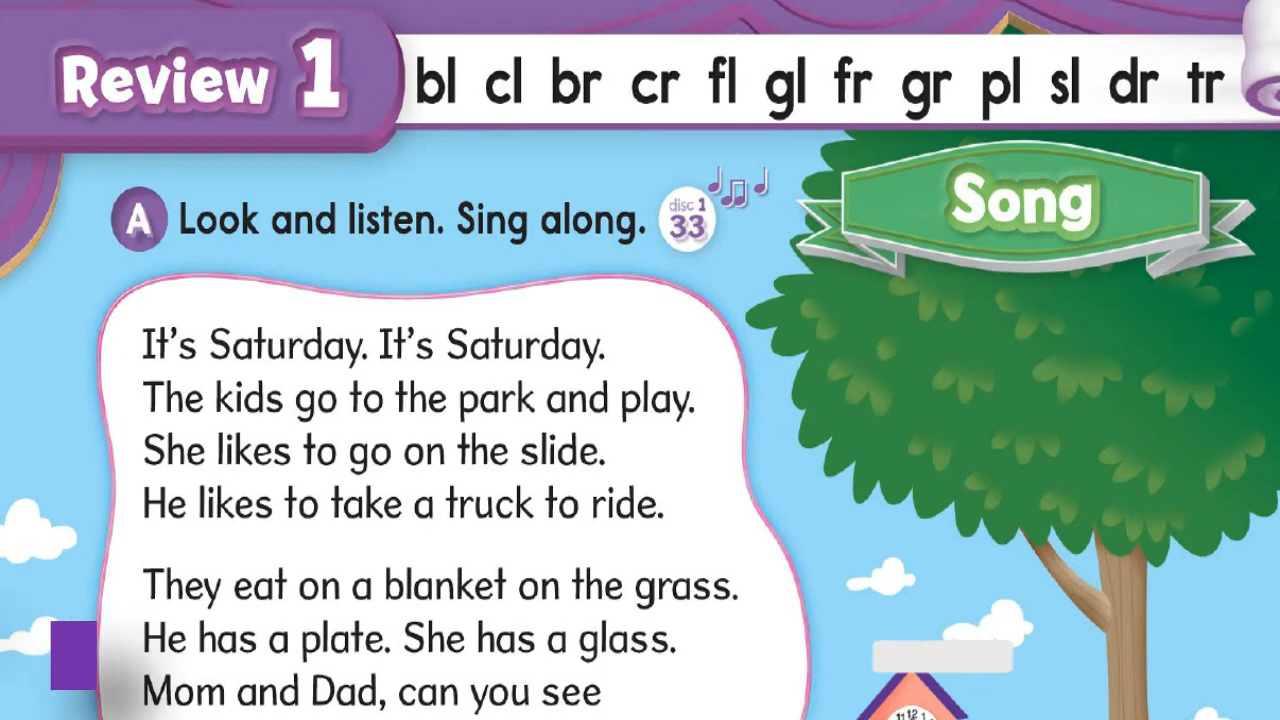 Review 1
bl cl br cr fl gl fr gr pl sl dr tr
Song
A Look and listen. Sing along. disc 1 33
It's Saturday. It's Saturday.
The kids go to the park and play.
She likes to go on the slide.
He likes to take a truck to ride.
They eat on a blanket on the grass.
He has a plate. She has a glass.
Mom and Dad, can you see
11 12 1